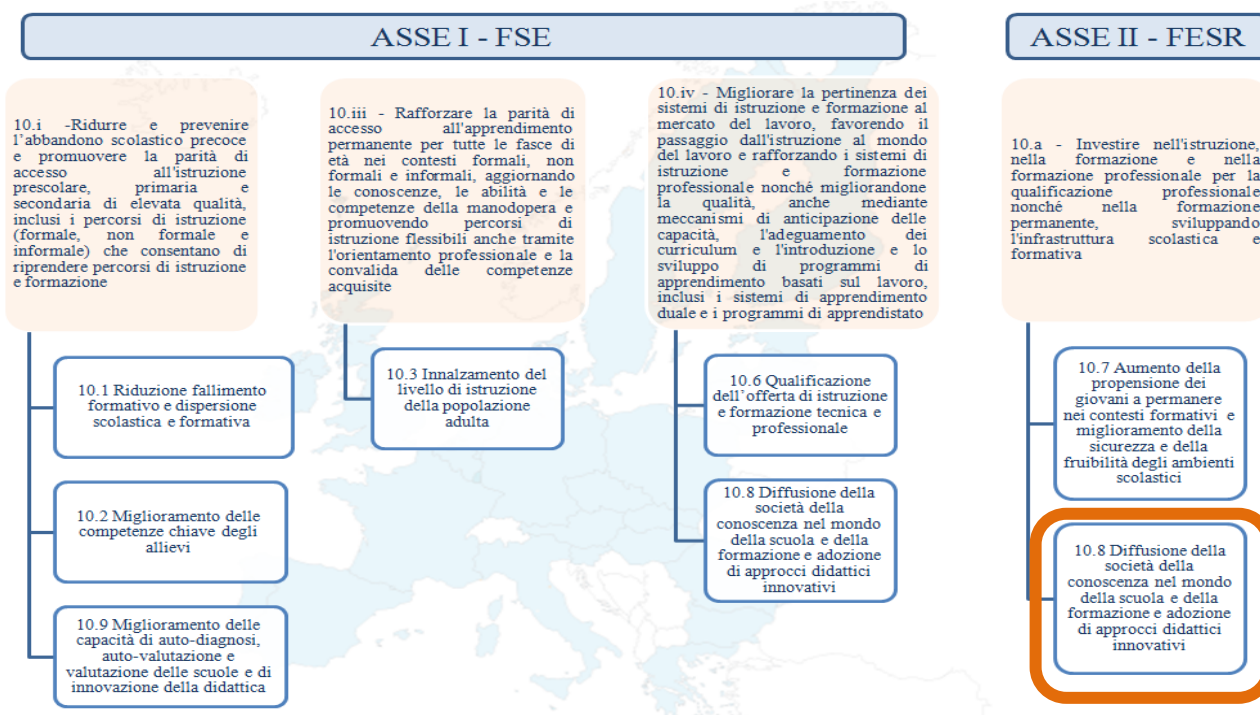 ASSE I - FSE
10.i -Ridurre e prevenire
l'abbandono scolastico precoce
e promuovere la parità di
accesso all'istruzione
prescolare, primaria e
secondaria di elevata qualità,
inclusi i percorsi di istruzione
(formale, non formale e
informale) che consentano di
riprendere percorsi di istruzione
e formazione
10.1 Riduzione fallimento
formativo e dispersione
scolastica e formativa
10.2 Miglioramento delle
competenze chiave degli
allievi
10.9 Miglioramento delle
capacità di auto-diagnosi,
auto-valutazione e
valutazione delle scuole e di
innovazione della didattica
10.iii - Rafforzare la parità di
accesso all'apprendimento
permanente per tutte le fasce di
età nei contesti formali, non
formali e informali, aggiornando
le conoscenze, le abilità e le
competenze della manodopera e
promuovendo percorsi di
istruzione flessibili anche tramite
l'orientamento professionale e la
convalida delle competenze
acquisite
10.3 Innalzamento del
livello di istruzione
della popolazione
adulta
10.iv - Migliorare la pertinenza dei
sistemi di istruzione e formazione al
mercato del lavoro, favorendo il
passaggio dall'istruzione al mondo
del lavoro e rafforzando i sistemi di
istruzione e formazione
professionale nonché migliorandone
la qualità, anche mediante
meccanismi di anticipazione delle
capacità, l'adeguamento dei
curriculum e l'introduzione e lo
sviluppo di programmi di
apprendimento basati sul lavoro,
inclusi i sistemi di apprendimento
duale e i programmi di apprendistato
10.6 Qualificazione
dell'offerta di istruzione
e formazione tecnica e
professionale
10.8 Diffusione della
società della
conoscenza nel mondo
della scuola e della
formazione e adozione
di approcci didattici
innovativi
ASSE II - FESR
10.a - Investire nell'istruzione,
nella formazione e nella
formazione professionale per la
qualificazione professionale
nonché nella formazione
permanente, sviluppando
l'infrastruttura scolastica e
formativa
10.7 Aumento della
propensione dei
giovani a permanere
nei contesti formativi e
miglioramento della
sicurezza e della
fruibilità degli ambienti
scolastici
10.8 Diffusione della
società della
conoscenza nel mondo
della scuola e della
formazione e adozione
di approcci didattici
innovativi